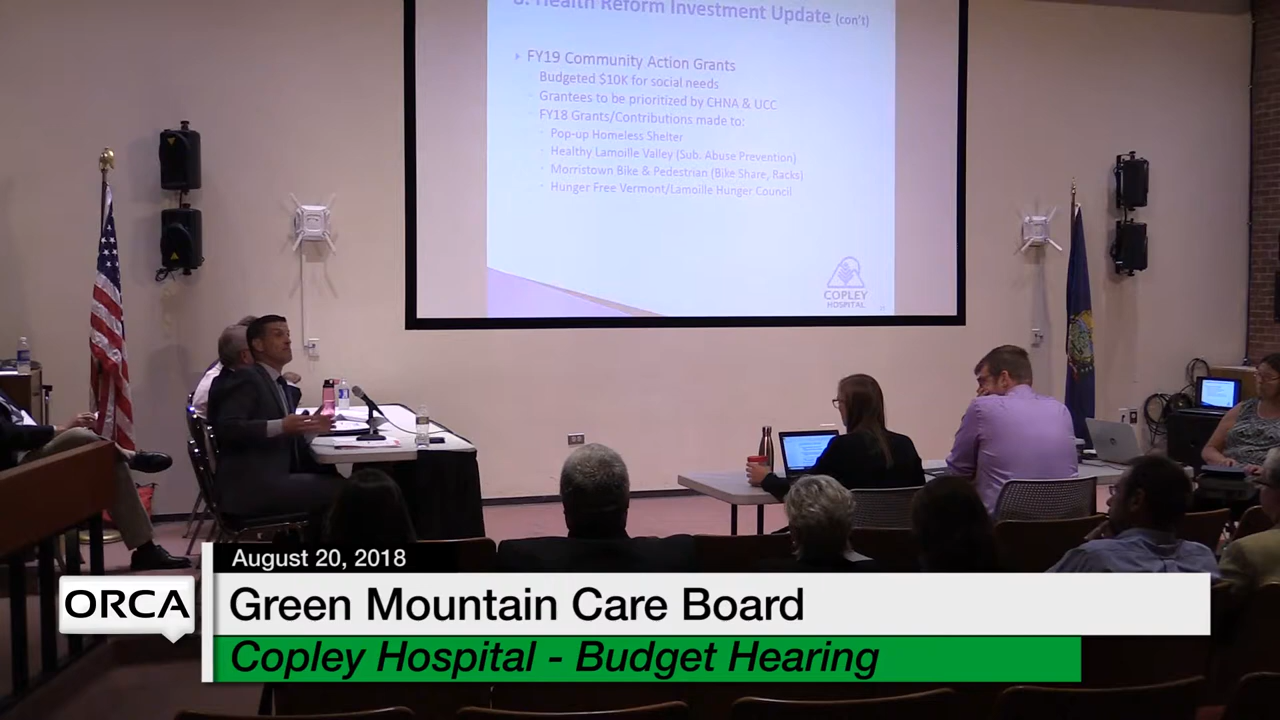 8. Health Reform Investment Update (con't)
FY19 Community Action Grants
Budgeted $10K for social needs
Grantees to be prioritized by CHNA & UCC
FY18 Grants/Contributions made to:
Pop-up Homeless Shelter
Healthy Lamoille Valley (Sub. Abuse Prevention)
Morristown Bike & Pedestrian (Bike Share, Racks)
Hunger Free Vermont/Lamoille Hunger Council
COPLEY
HOSPITAL
August 20, 2018
ORCA
Green Mountain Care Board
Copley Hospital - Budget Hearing